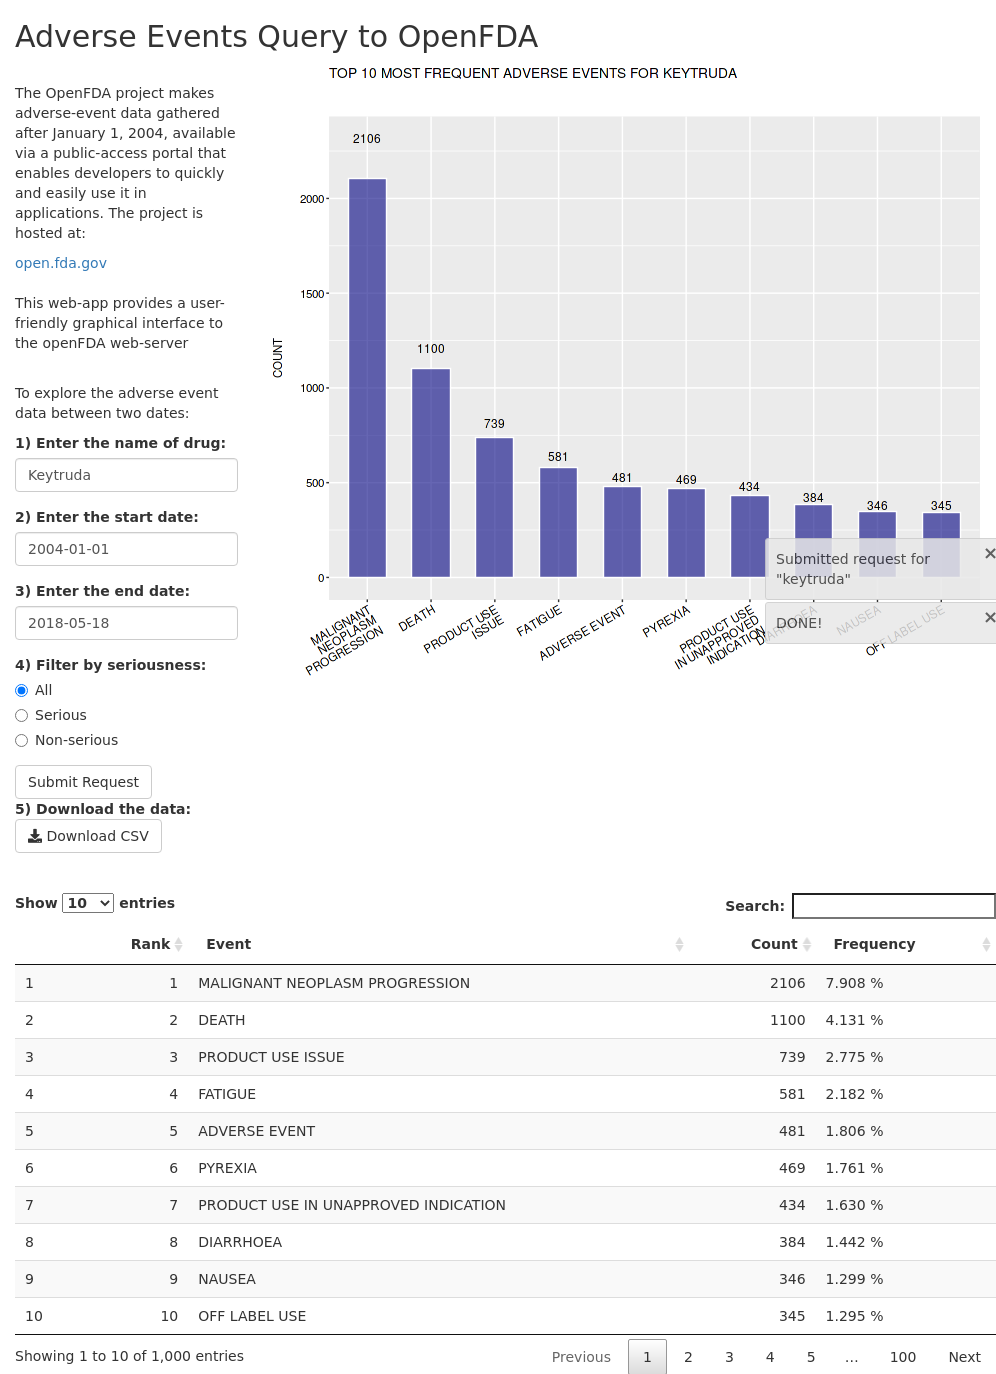 Adverse Events Query to OpenFDA
The OpenFDA project makes
adverse-event data gathered
after January 1, 2004, available
via a public-access portal that
enables developers to quickly
and easily use it in
applications. The project is
hosted at:
open.fda.gov
This web-app provides a user-
friendly graphical interface to
the openFDA web-server
To explore the adverse event
data between two dates:
1) Enter the name of drug:
Keytruda
2) Enter the start date:
2004-01-01
3) Enter the end date:
2018-05-18
4) Filter by seriousness:
All
Serious
Non-serious
Submit Request
5) Download the data:
Download CSV
TOP 10 MOST FREQUENT ADVERSE EVENTS FOR KEYTRUDA
COUNT
2000
1500
1000
500
0
2106
1100
739
581
481
469
434
384
346
345
MALIGNANT
NEOPLASM
PROGRESSION
DEATH
PRODUCT USE
ISSUE
FATIGUE
ADVERSE EVENT
PYREXIA
PRODUCT USE
IN UNAPPROVED
INDICATION
DIARRHOEA
NAUSEA
OFF LABEL USE
Submitted request for
"keytruda"
×
DONE!
×
Show 10 entries
Search:
Rank Event Count Frequency
1 1 MALIGNANT NEOPLASM PROGRESSION 2106 7.908 %
2 2 DEATH 1100 4.131 %
3 3 PRODUCT USE ISSUE 739 2.775 %
4 4 FATIGUE 581 2.182 %
5 5 ADVERSE EVENT 481 1.806 %
6 6 PYREXIA 469 1.761 %
7 7 PRODUCT USE IN UNAPPROVED INDICATION 434 1.630 %
8 8 DIARRHOEA 384 1.442 %
9 9 NAUSEA 346 1.299 %
10 10 OFF LABEL USE 345 1.295 %
Showing 1 to 10 of 1,000 entries
Previous 1 2 3 4 5 … 100 Next